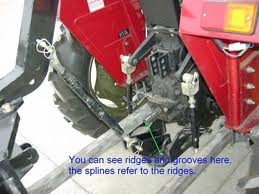 You can see ridges and grooves here,
the splines refer to the ridges.